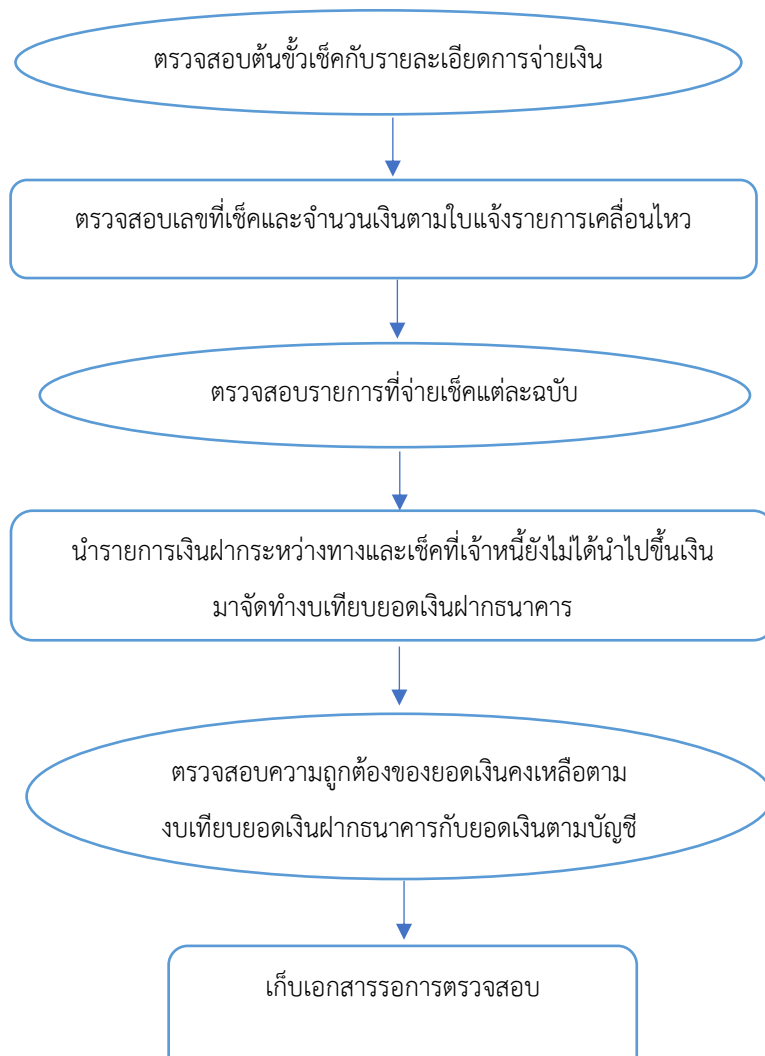 ตรวจสอบต้นขั้วเช็คกับรายละเอียดการจ่ายเงิน
ตรวจสอบเลขที่เช็คและจำนวนเงินตามใบแจ้งรายการเคลื่อนไหว
ตรวจสอบรายการที่จ่ายเช็คแต่ละฉบับ
นำรายการเงินฝากระหว่างทางและเช็คที่เจ้าหนี้ยังไม่ได้นำไปขึ้นเงิน
มาจัดทำงบเทียบยอดเงินฝากธนาคาร
ตรวจสอบความถูกต้องของยอดเงินคงเหลือตาม
งบเทียบยอดเงินฝากธนาคารกับยอดเงินตามบัญชี
เก็บเอกสารรอการตรวจสอบ